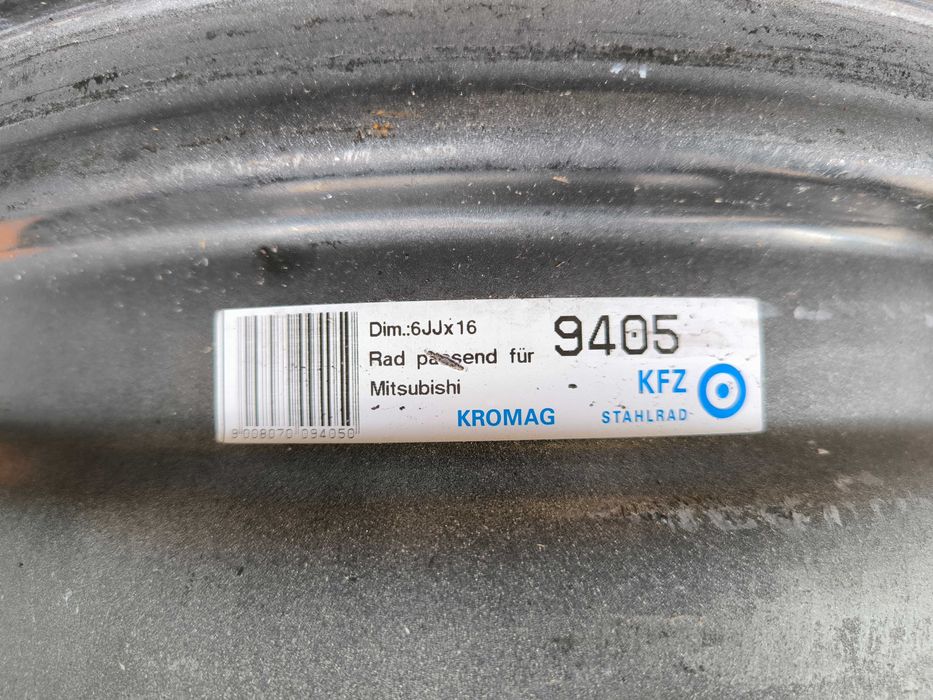 Dim.:6JJx16
Rad passend für
Mitsubishi
9405
KFZ
KROMAG
STAHLRAD
9 008070 094050